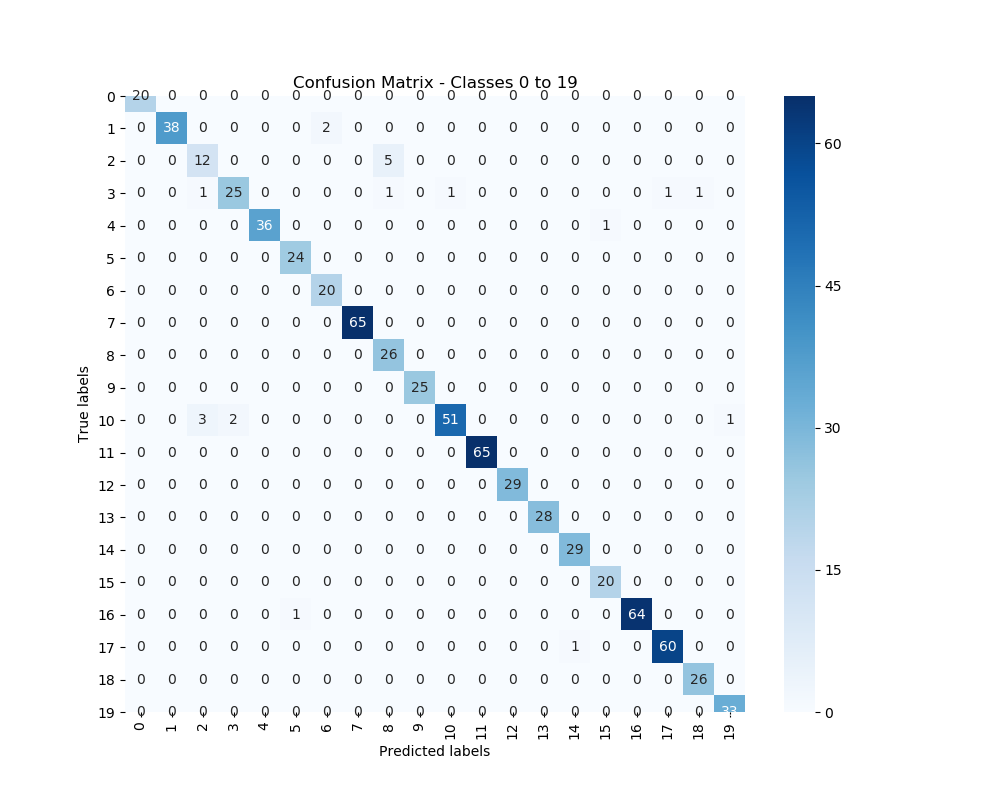 Confusion Matrix - Classes 0 to 19
True labels
0 20 0 0 0 0 0 0 0 0 0 0 0 0 0 0 0 0 0 0 0
1 0 38 0 0 0 0 2 0 0 0 0 0 0 0 0 0 0 0 0 0
2 0 0 12 0 0 0 0 0 5 0 0 0 0 0 0 0 0 0 0 0
3 0 0 1 25 0 0 0 0 1 0 1 0 0 0 0 0 0 1 1 0
4 0 0 0 0 36 0 0 0 0 0 0 0 0 0 0 1 0 0 0 0
5 0 0 0 0 0 24 0 0 0 0 0 0 0 0 0 0 0 0 0 0
6 0 0 0 0 0 0 20 0 0 0 0 0 0 0 0 0 0 0 0 0
7 0 0 0 0 0 0 0 65 0 0 0 0 0 0 0 0 0 0 0 0
8 0 0 0 0 0 0 0 0 26 0 0 0 0 0 0 0 0 0 0 0
9 0 0 0 0 0 0 0 0 0 25 0 0 0 0 0 0 0 0 0 0
10 0 0 3 2 0 0 0 0 0 0 51 0 0 0 0 0 0 0 0 1
11 0 0 0 0 0 0 0 0 0 0 0 65 0 0 0 0 0 0 0 0
12 0 0 0 0 0 0 0 0 0 0 0 0 29 0 0 0 0 0 0 0
13 0 0 0 0 0 0 0 0 0 0 0 0 0 28 0 0 0 0 0 0
14 0 0 0 0 0 0 0 0 0 0 0 0 0 0 29 0 0 0 0 0
15 0 0 0 0 0 0 0 0 0 0 0 0 0 0 0 20 0 0 0 0
16 0 0 0 0 0 1 0 0 0 0 0 0 0 0 0 0 64 0 0 0
17 0 0 0 0 0 0 0 0 0 0 0 0 0 0 1 0 0 60 0 0
18 0 0 0 0 0 0 0 0 0 0 0 0 0 0 0 0 0 0 26 0
19 33
0 1 2 3 4 5 6 7 8 9 10 11 12 13 14 15 16 17 18 19
Predicted labels
60
45
30
15
0